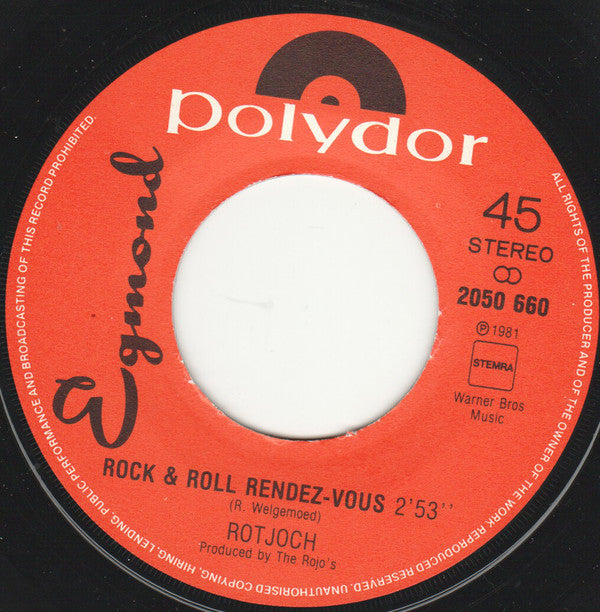 polydor
Egmond
45
STEREO
2050 660
℗ 1981
STEMRA
Warner Bros
Music
ROCK & ROLL RENDEZ-VOUS 2'53''
(R. Welgemoed)
ROTJOCH
Produced by The Rojo's
ALL RIGHTS OF THE PRODUCER AND OF THE OWNER OF THE WORK REPRODUCED RESERVED. UNAUTHORISED COPYING, HIRING, LENDING, PUBLIC PERFORMANCE AND BROADCASTING OF THIS RECORD PROHIBITED.